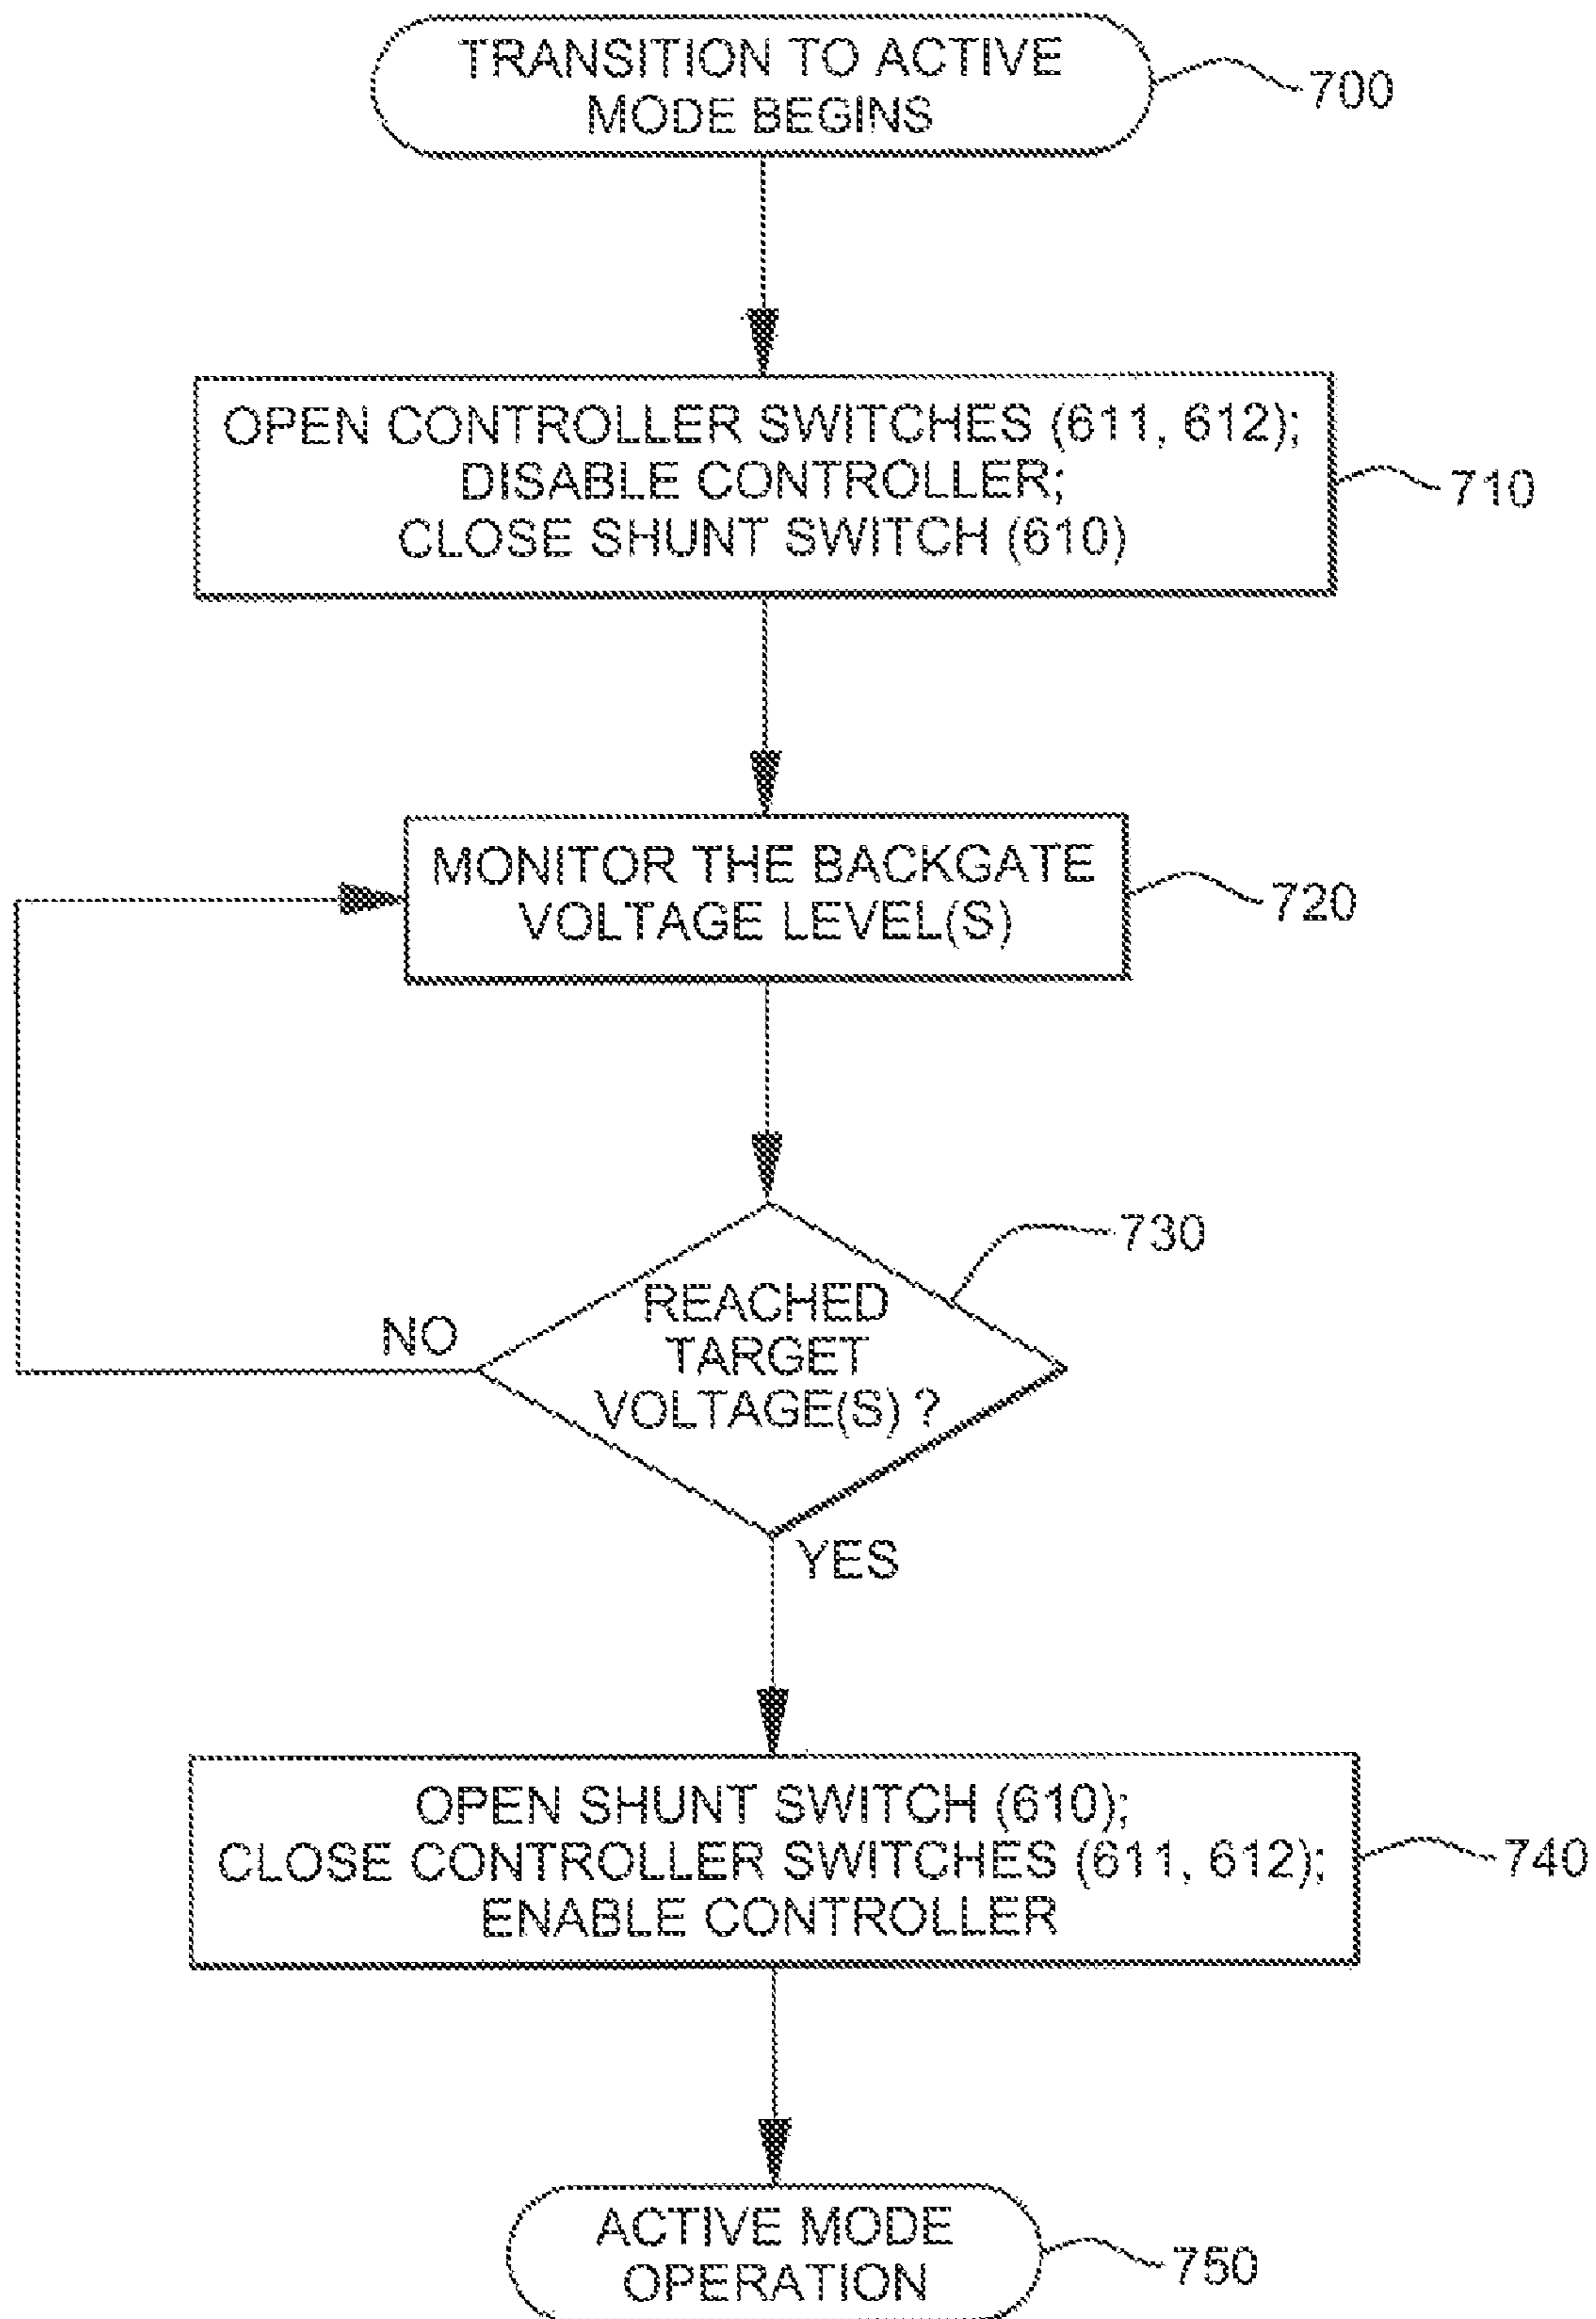 TRANSITION TO ACTIVE
MODE BEGINS
700
OPEN CONTROLLER SWITCHES (611, 612);
DISABLE CONTROLLER;
CLOSE SHUNT SWITCH (610)
710
MONITOR THE BACKGATE
VOLTAGE LEVEL(S)
720
730
REACHED
TARGET
VOLTAGE(S) ?
NO
YES
OPEN SHUNT SWITCH (610);
CLOSE CONTROLLER SWITCHES (611, 612);
ENABLE CONTROLLER
740
ACTIVE MODE
OPERATION
750